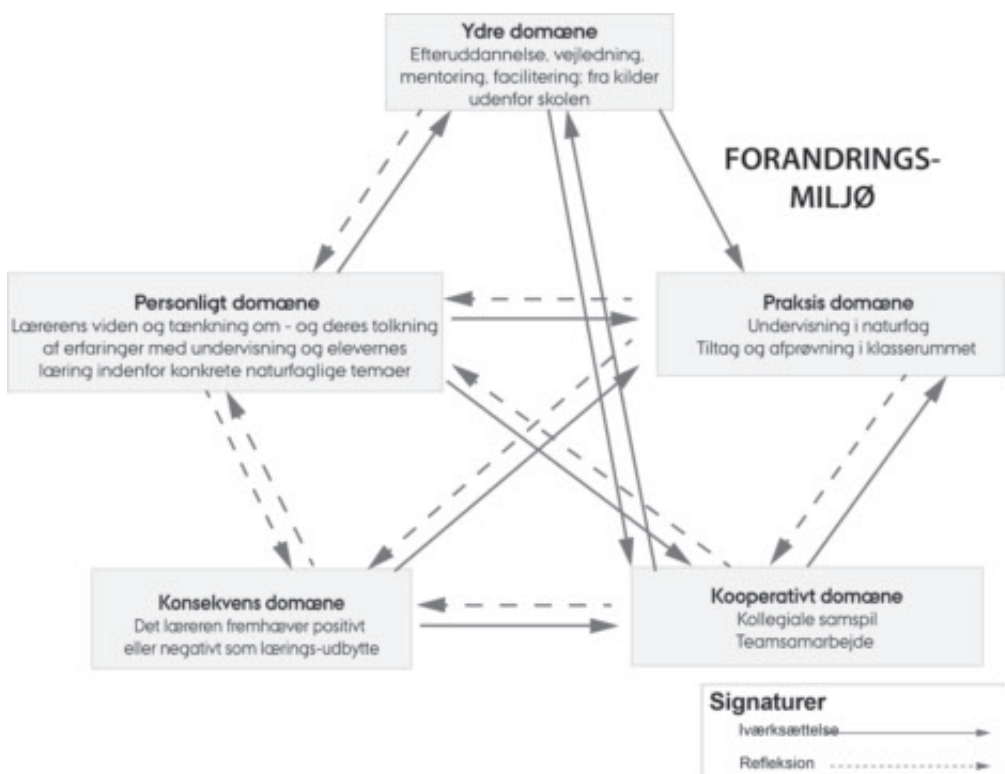 Ydre domæne
Efteruddannelse, vejledning,
mentoring, facilitering: fra kilder
udenfor skolen
FORANDRINGS-
MILJØ
Personligt domæne
Lærerens viden og tænkning om - og deres tolkning
af erfaringer med undervisning og elevernes
læring indenfor konkrete naturfaglige temaer
Praksis domæne
Undervisning i naturfag
Tiltag og afprøvning i klasserummet
Konsekvens domæne
Det læreren fremhæver positivt
eller negativt som lærings-udbytte
Kooperativt domæne
Kollegiale samspil
Teamsamarbejde
Signaturer
Iværksættelse
Refleksion